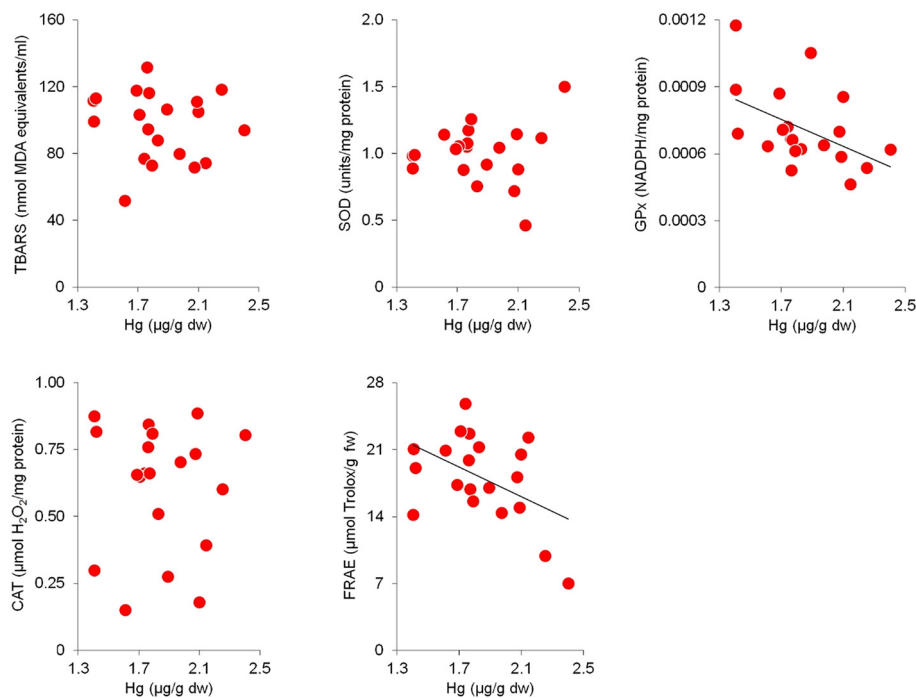 TBARS (nmol MDA equivalents/ml)
160
120
80
40
0
1.3 1.7 2.1 2.5
Hg (µg/g dw)
SOD (units/mg protein)
2.0
1.5
1.0
0.5
0.0
1.3 1.7 2.1 2.5
Hg (µg/g dw)
GPx (NADPH/mg protein)
0.0012
0.0009
0.0006
0.0003
0
1.3 1.7 2.1 2.5
Hg (µg/g dw)
CAT (µmol H₂O₂/mg protein)
1.00
0.75
0.50
0.25
0
1.3 1.7 2.1 2.5
Hg (µg/g dw)
FRAE (µmol Trolox/g fw)
28
21
14
7
0
1.3 1.7 2.1 2.5
Hg (µg/g dw)